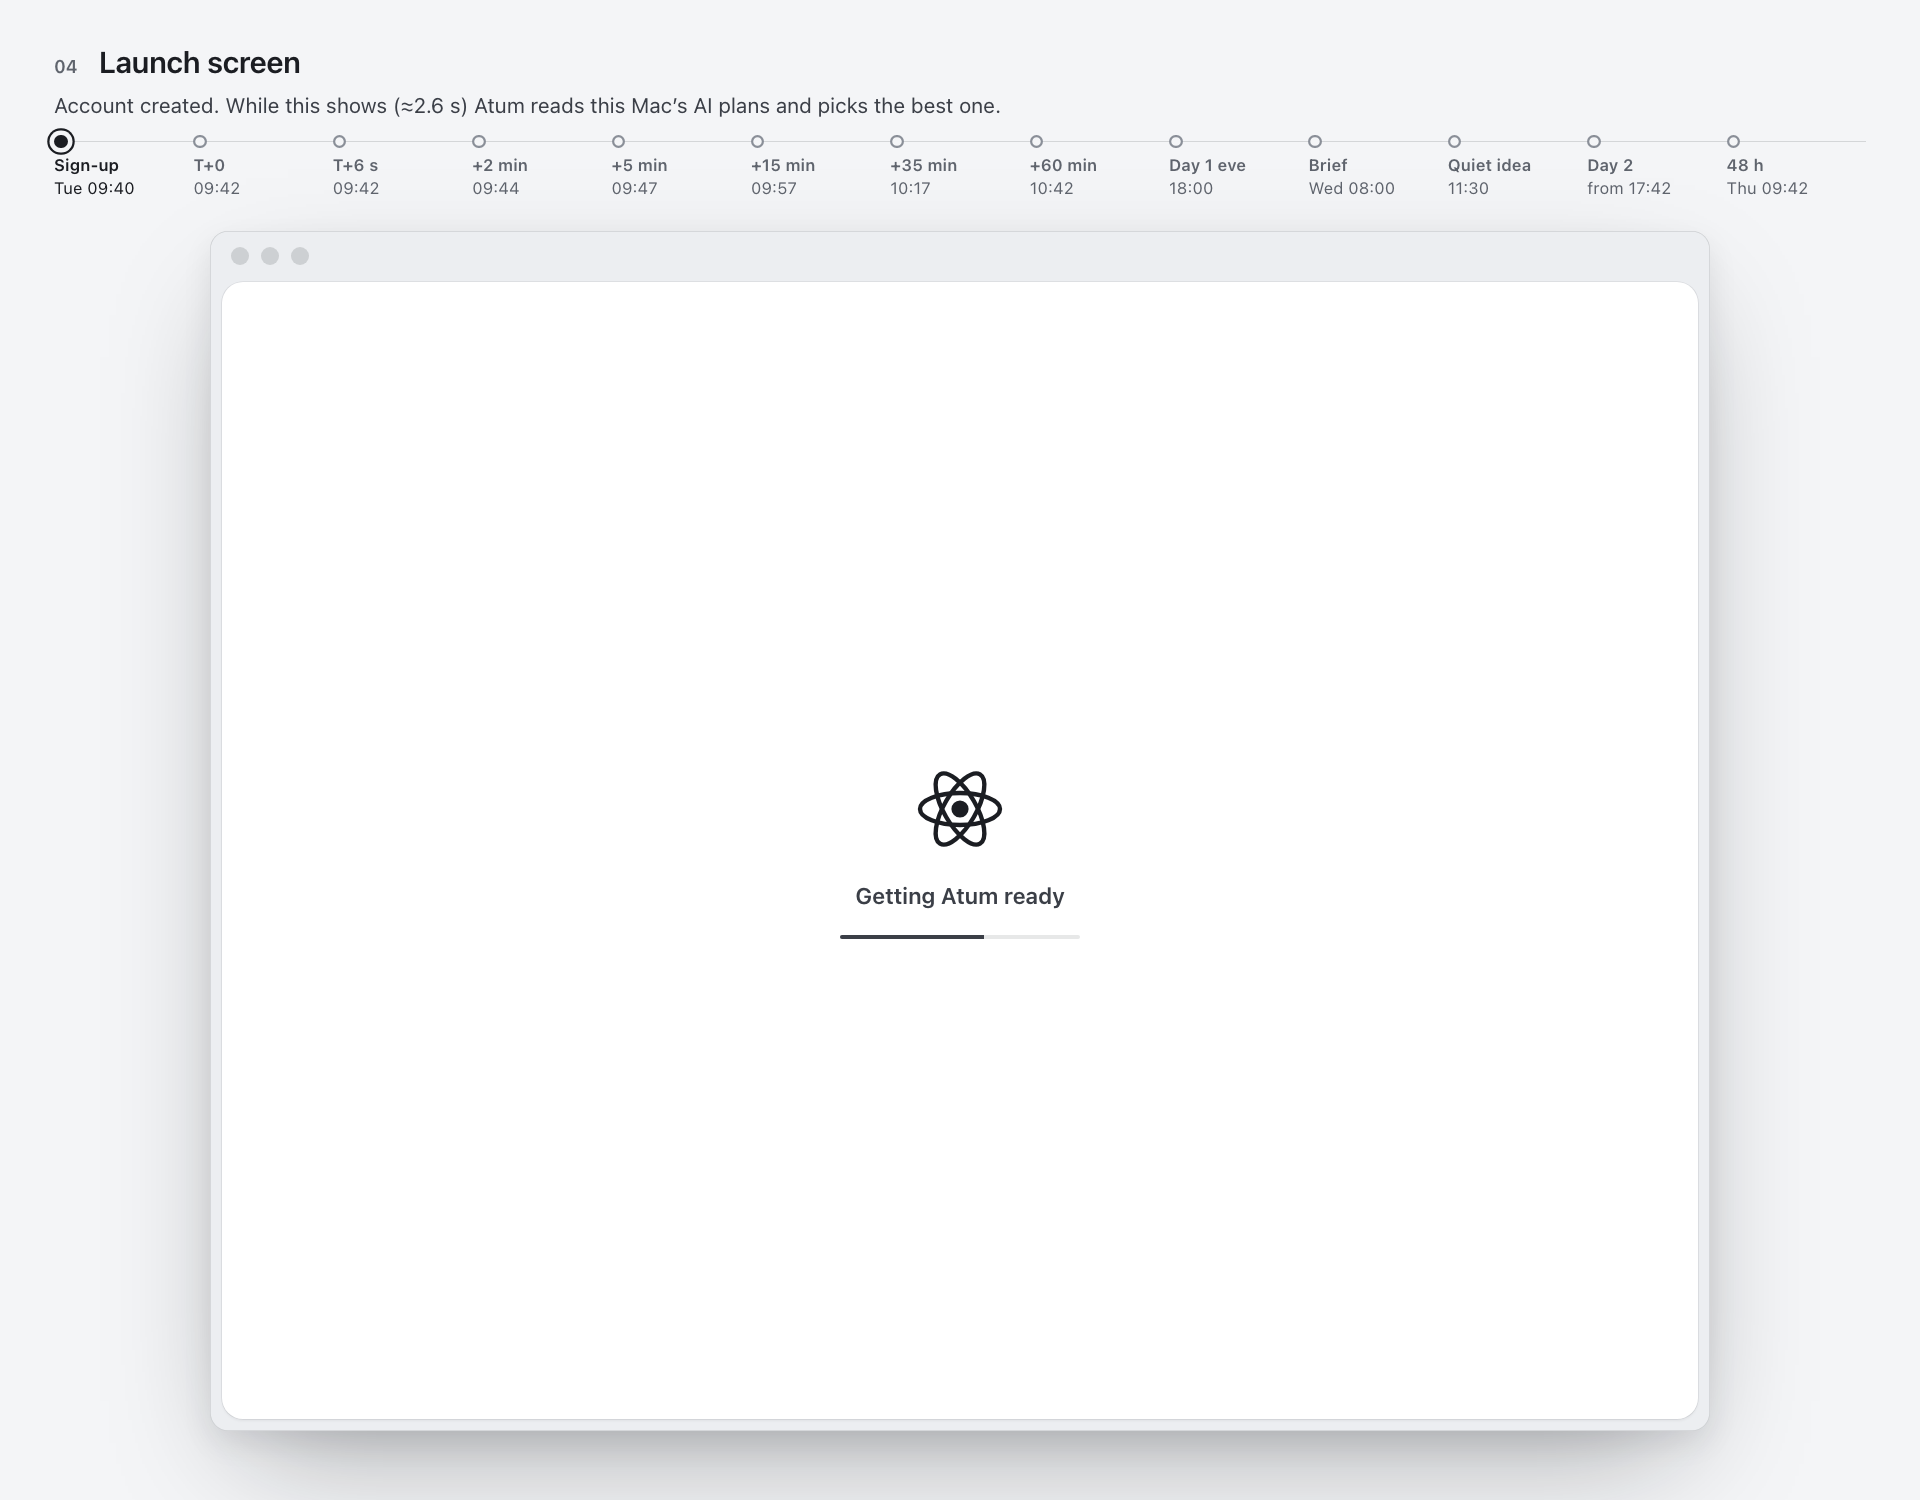 04 Launch screen
Account created. While this shows (≈2.6 s) Atum reads this Mac’s AI plans and picks the best one.
Sign-up T+0 T+6 s +2 min +5 min +15 min +35 min +60 min Day 1 eve Brief Quiet idea Day 2 48 h
Tue 09:40 09:42 09:42 09:44 09:47 09:57 10:17 10:42 18:00 Wed 08:00 11:30 from 17:42 Thu 09:42
Getting Atum ready